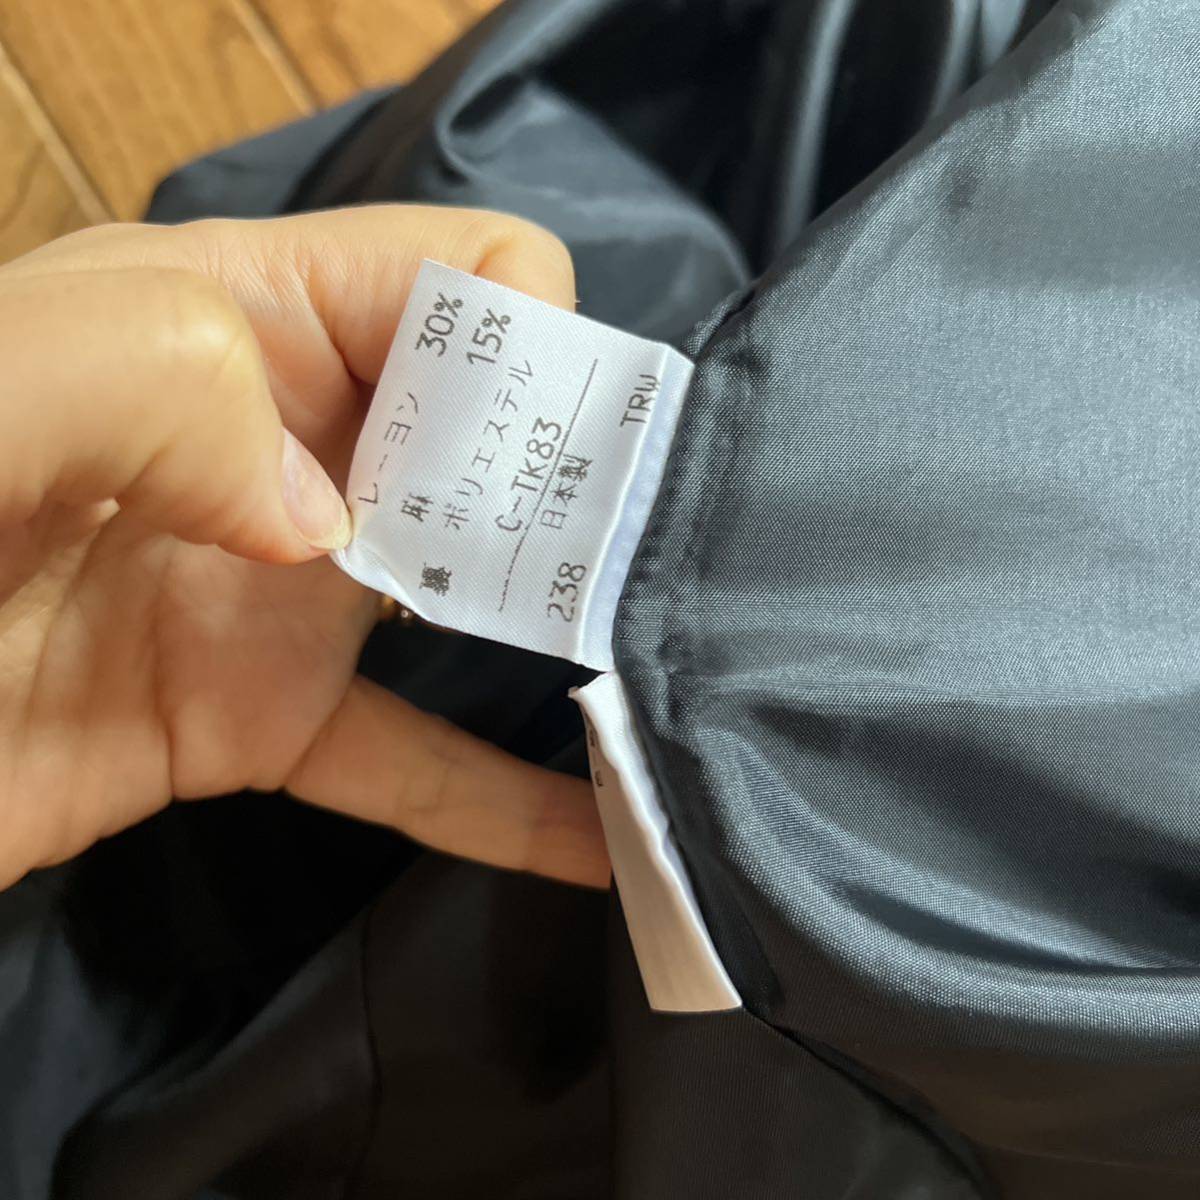 レーヨン 30%
麻 15%
裏 ポリエステル
C-TK83
日本製
238 TRW